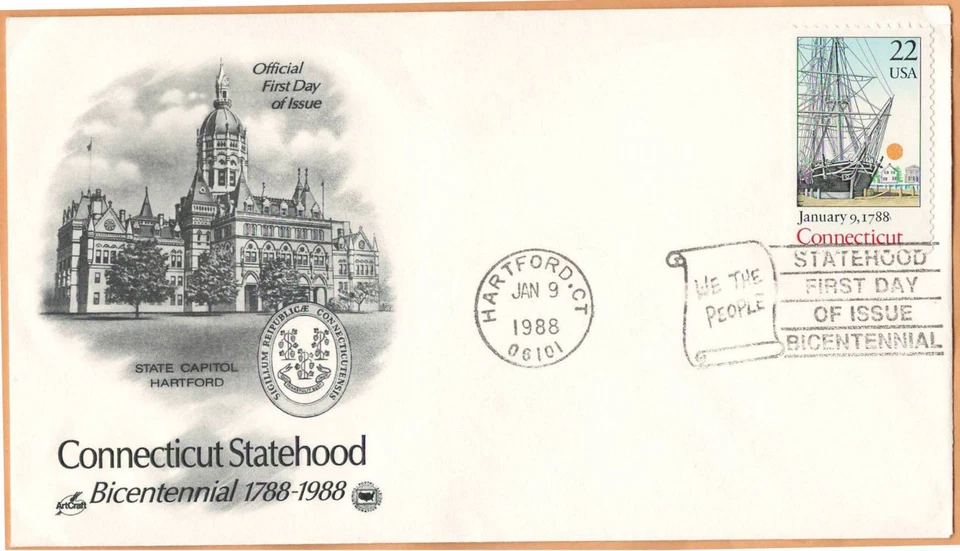 Official
First Day
of Issue
22
USA
January 9, 1788
Connecticut
HARTFORD, CT
JAN 9
1988
06101
WE THE
PEOPLE
STATEHOOD
FIRST DAY
OF ISSUE
BICENTENNIAL
SIGILLUM REIPUBLICÆ CONNECTICUTENSIS
STATE CAPITOL
HARTFORD
Connecticut Statehood
Bicentennial 1788-1988
ArtCraft